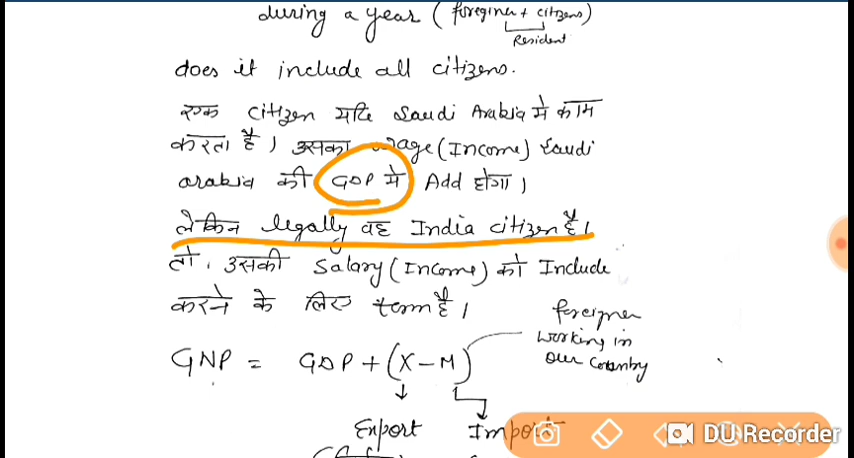 during a year ( foreginer + citizens)
Resident
does it include all citizens.
एक citizen यदि Saudi Arabia मे काम
करता है। उसका wage (Income) Saudi
arabia की GDP मे Add होगा।
लेकिन legally वह India citizen है।
तो, उसकी Salary (Income) को Include
करने के लिए term है।
foreigner
working in
our country
GNP = GDP + (X-M)
Export Import
DU Recorder